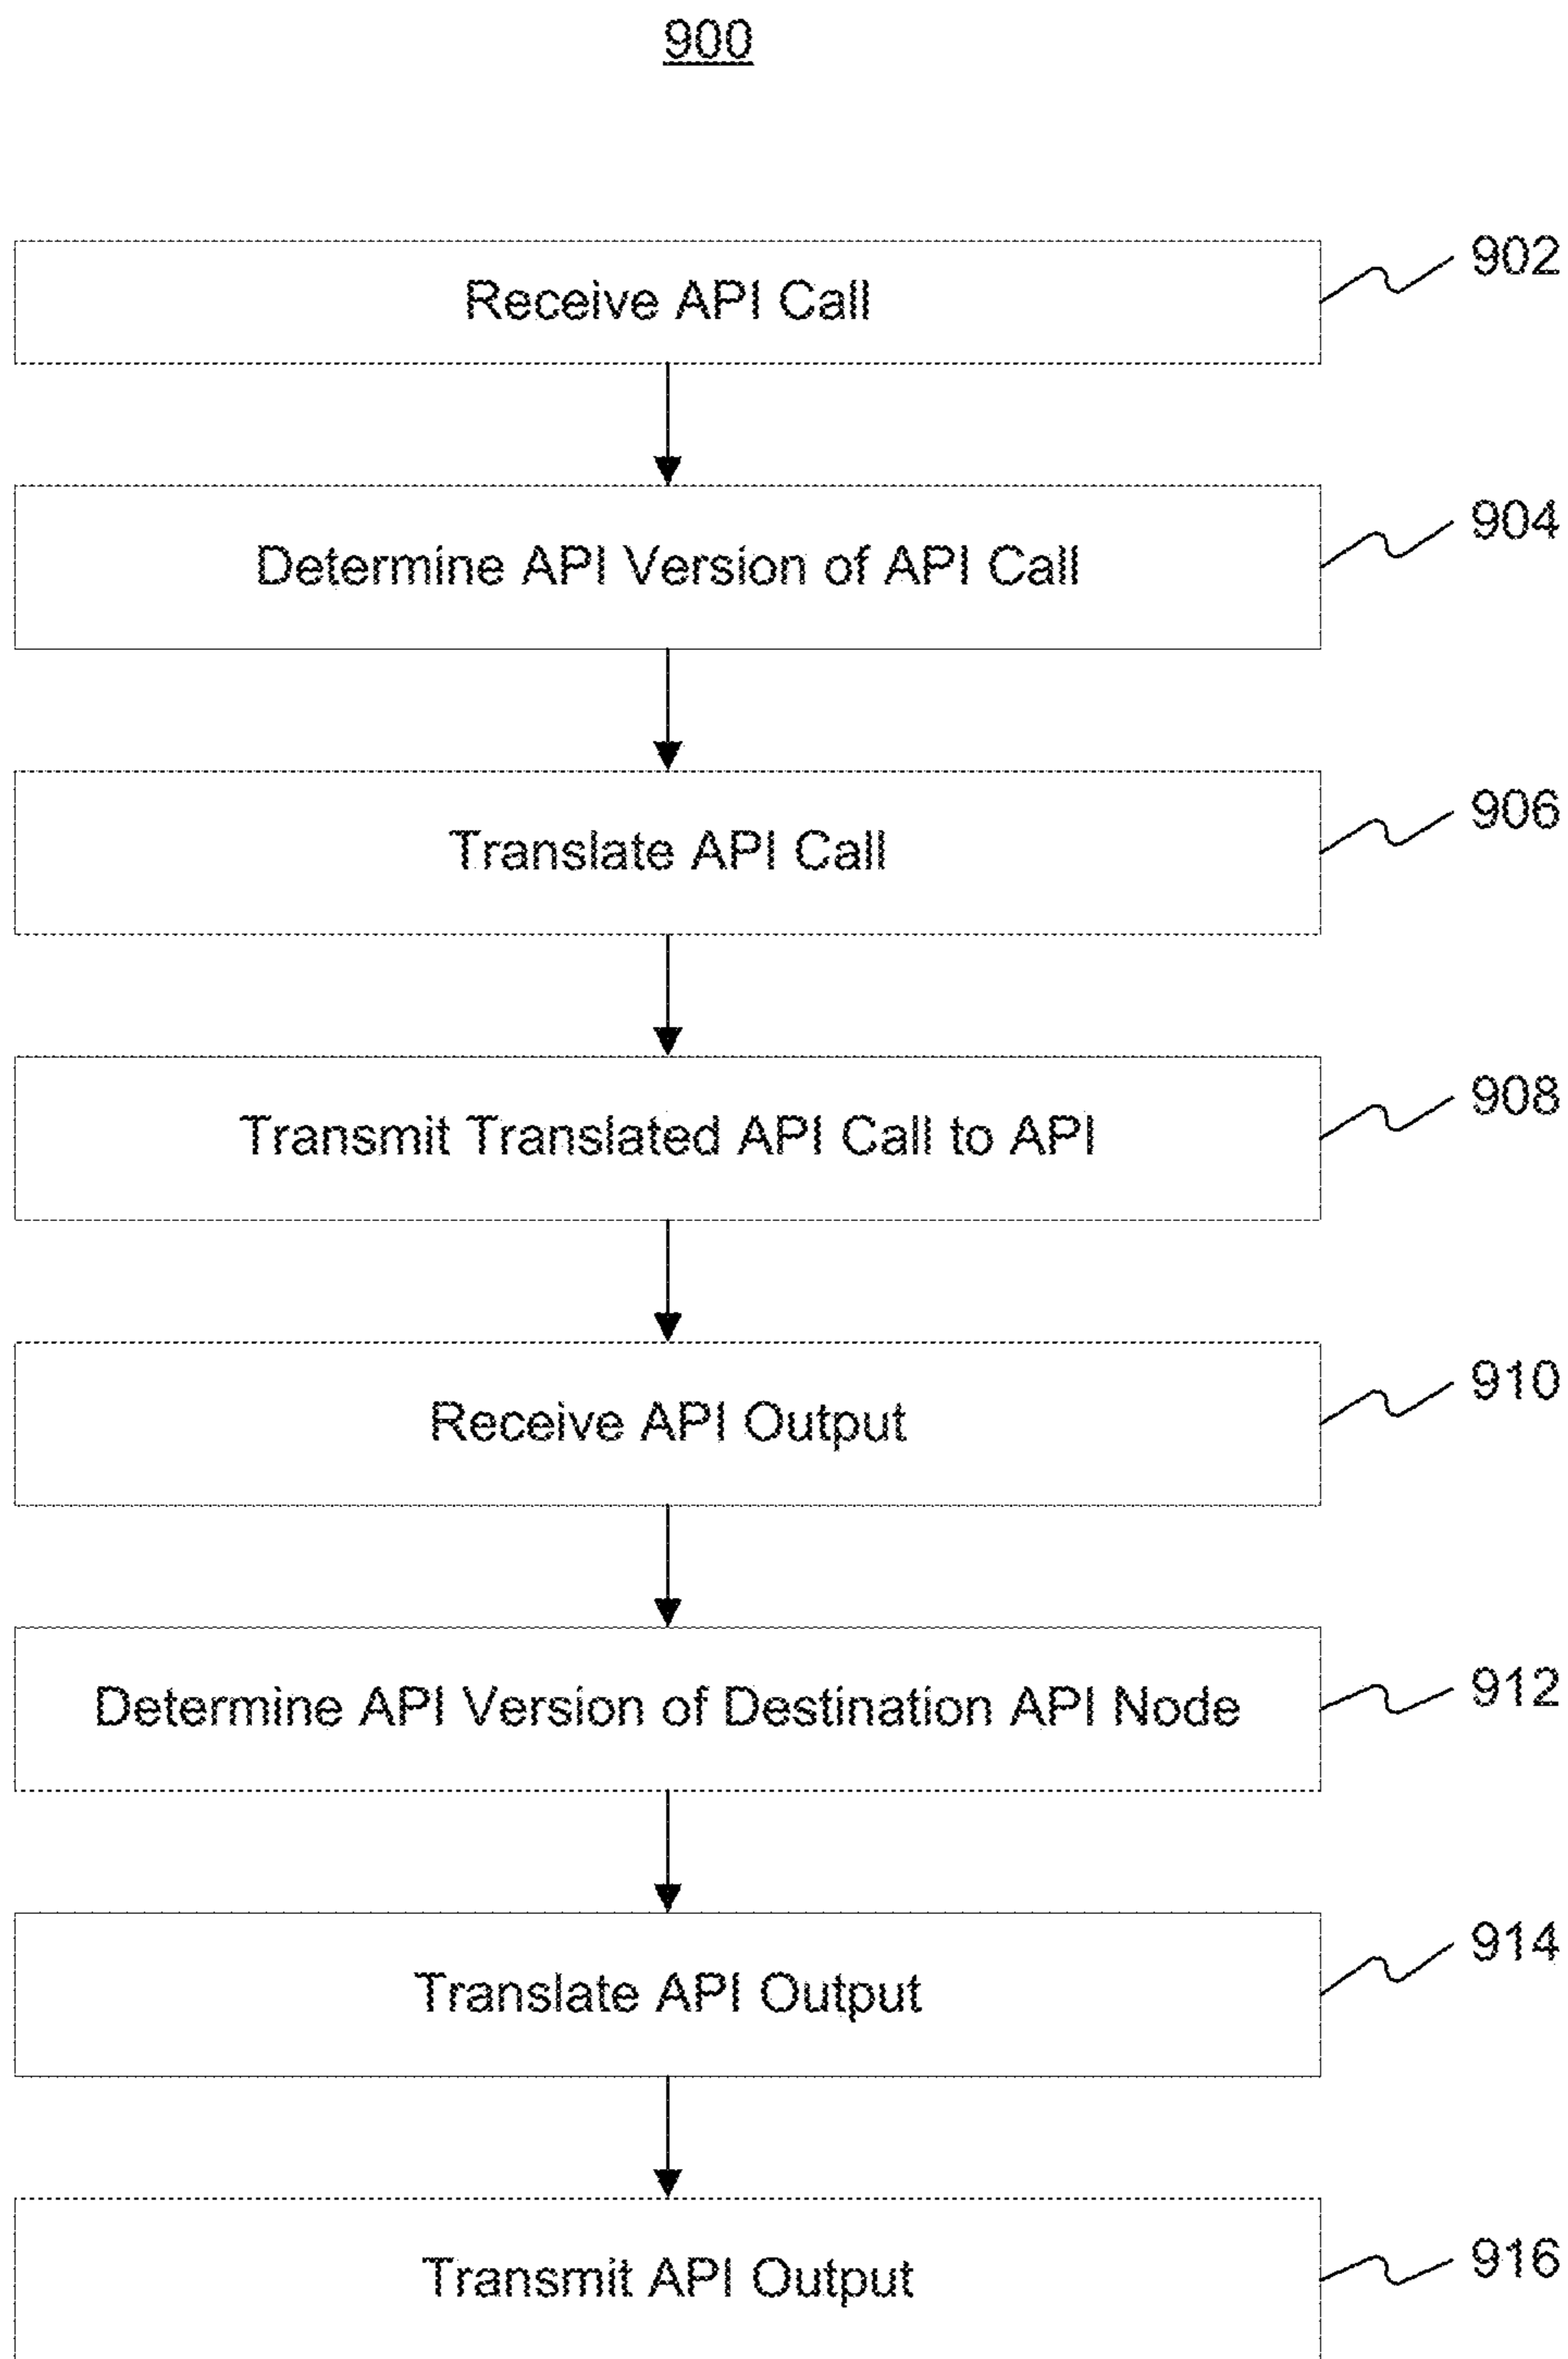 900
Receive API Call
902
Determine API Version of API Call
904
Translate API Call
906
Transmit Translated API Call to API
908
Receive API Output
910
Determine API Version of Destination API Node
912
Translate API Output
914
Transmit API Output
916